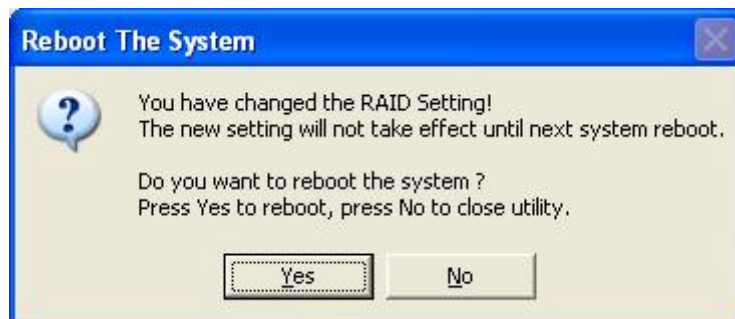 Reboot The System
You have changed the RAID Setting!
The new setting will not take effect until next system reboot.
Do you want to reboot the system ?
Press Yes to reboot, press No to close utility.
Yes
No